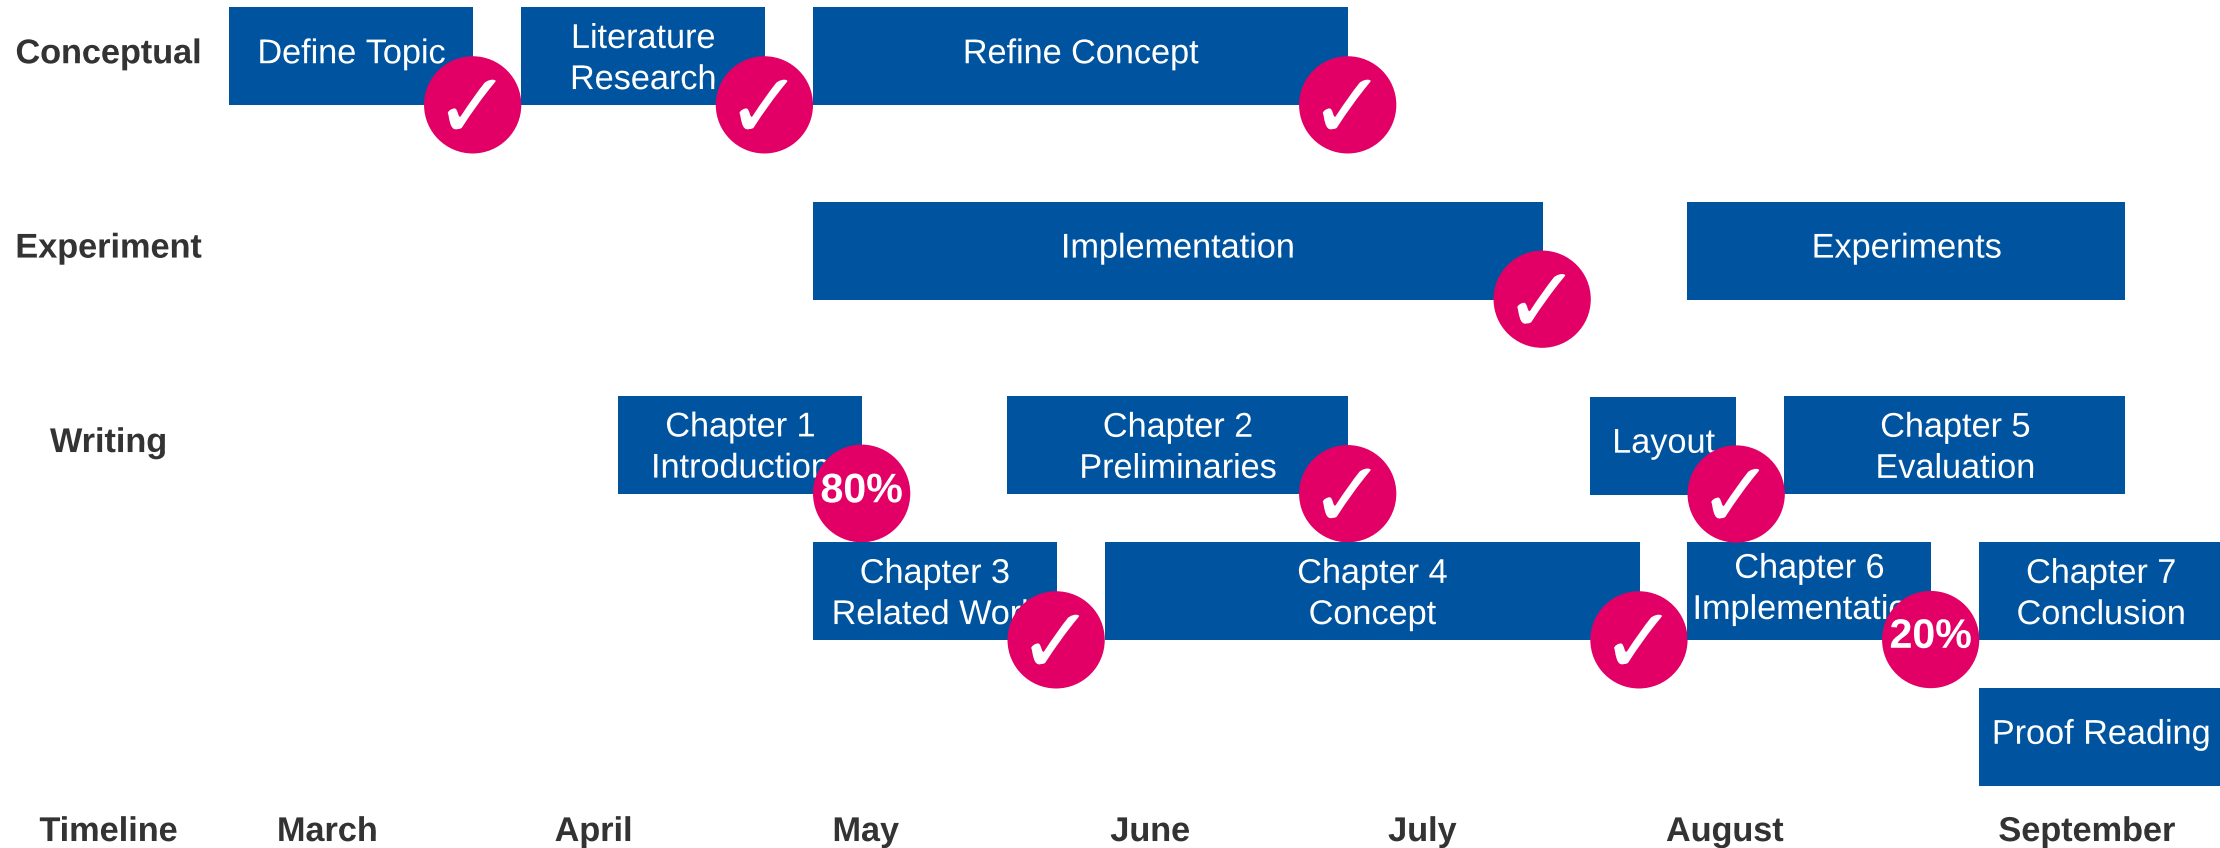 Conceptual
Define Topic
Literature
Research
Refine Concept
Experiment
Implementation
Experiments
Writing
Chapter 1
Introduction
80%
Chapter 2
Preliminaries
Layout
Chapter 5
Evaluation
Chapter 3
Related Work
Chapter 4
Concept
Chapter 6
Implementatio
20%
Chapter 7
Conclusion
Proof Reading
Timeline
March
April
May
June
July
August
September